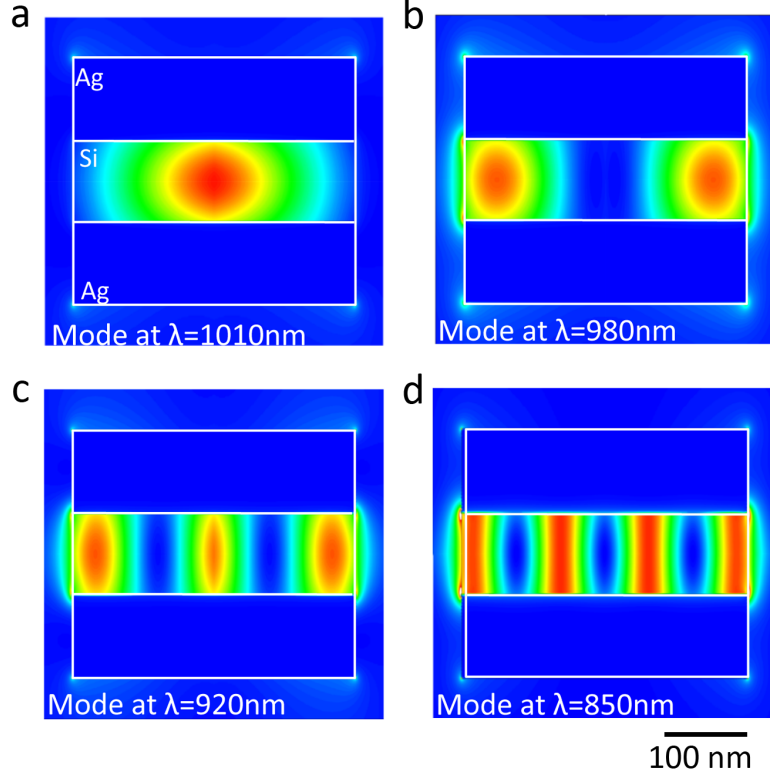 a
b
Ag
Si
Ag
Mode at λ=1010nm
Mode at λ=980nm
c
d
Mode at λ=920nm
Mode at λ=850nm
100 nm